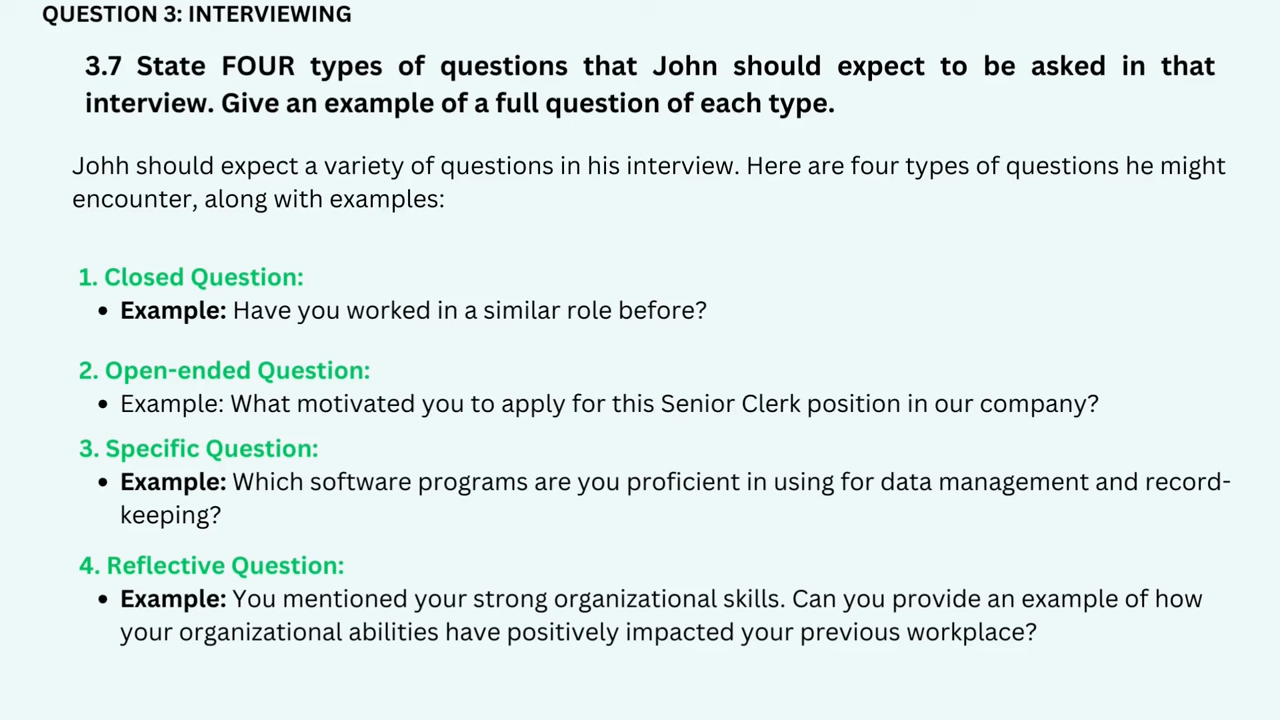 QUESTION 3: INTERVIEWING
3.7 State FOUR types of questions that John should expect to be asked in that
interview. Give an example of a full question of each type.
Johh should expect a variety of questions in his interview. Here are four types of questions he might
encounter, along with examples:
1. Closed Question:
• Example: Have you worked in a similar role before?
2. Open-ended Question:
• Example: What motivated you to apply for this Senior Clerk position in our company?
3. Specific Question:
• Example: Which software programs are you proficient in using for data management and record-
keeping?
4. Reflective Question:
• Example: You mentioned your strong organizational skills. Can you provide an example of how
your organizational abilities have positively impacted your previous workplace?